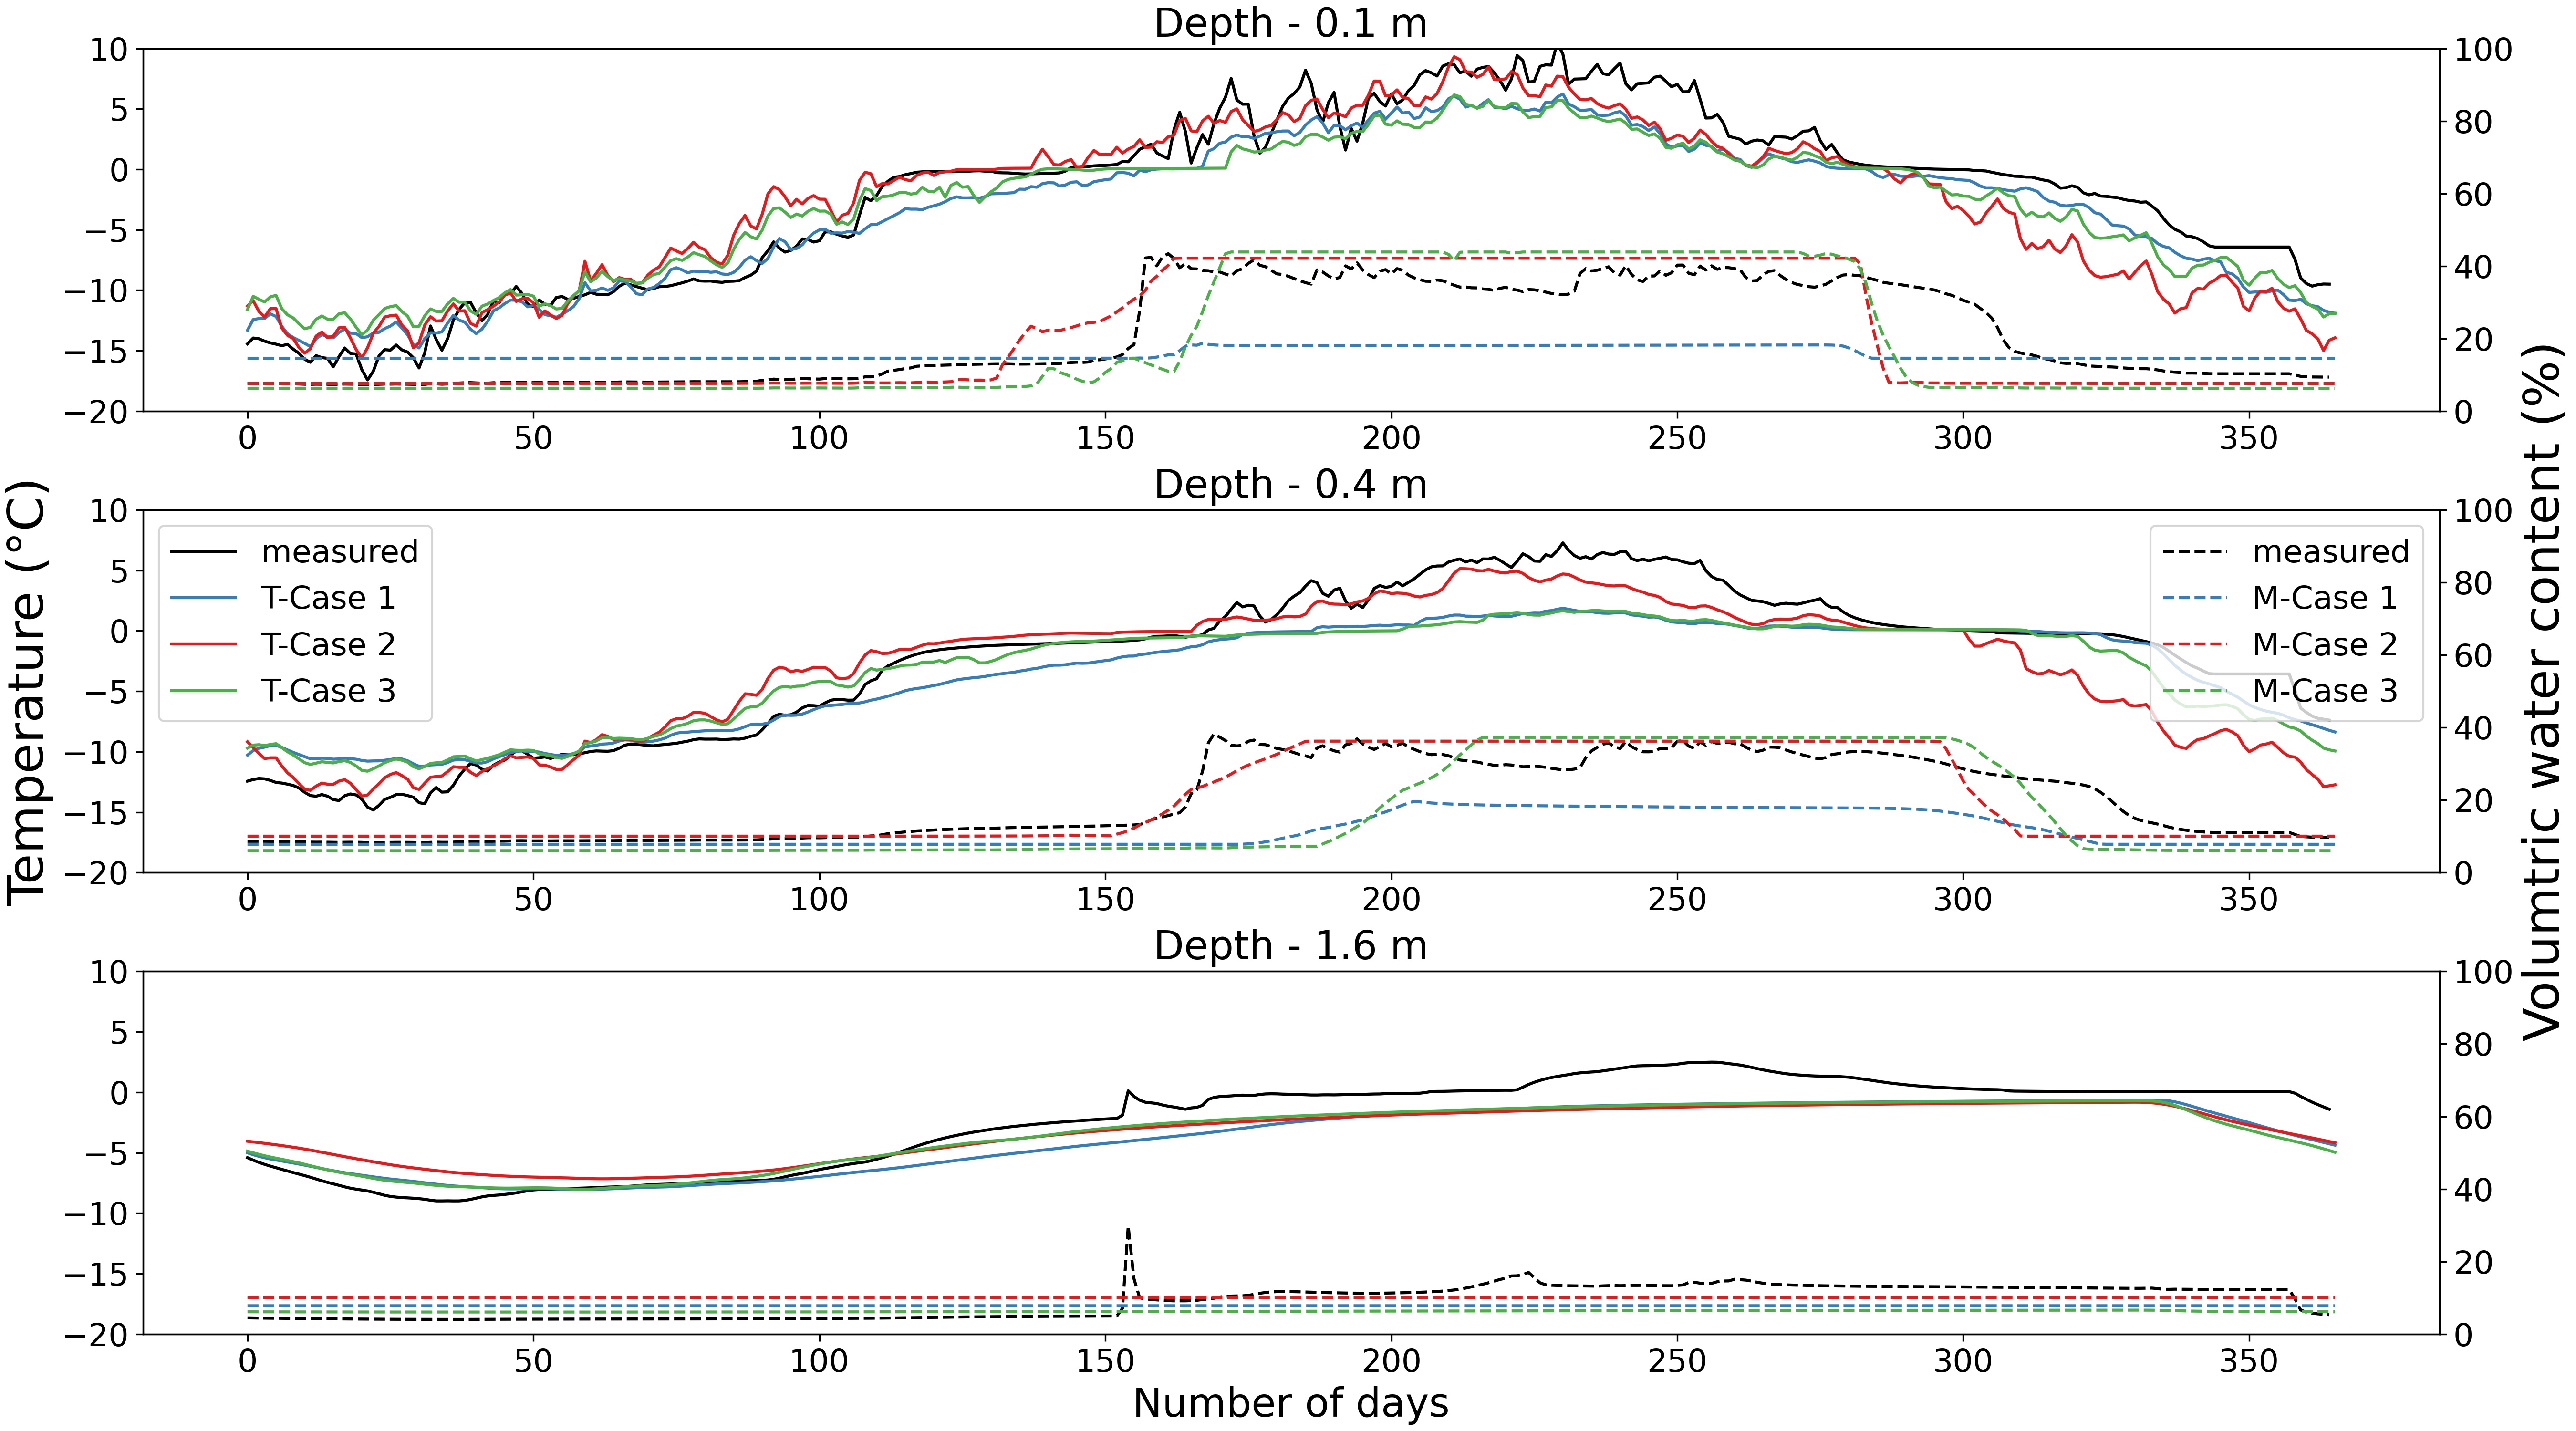 Depth - 0.1 m
10
5
0
−5
−10
−15
−20
100
80
60
40
20
0
0 50 100 150 200 250 300 350
Temperature (°C)
Volumtric water content (%)
Depth - 0.4 m
10
5
0
−5
−10
−15
−20
measured
T-Case 1
T-Case 2
T-Case 3
measured
M-Case 1
M-Case 2
M-Case 3
100
80
60
40
20
0
0 50 100 150 200 250 300 350
Depth - 1.6 m
10
5
0
−5
−10
−15
−20
100
80
60
40
20
0
0 50 100 150 200 250 300 350
Number of days